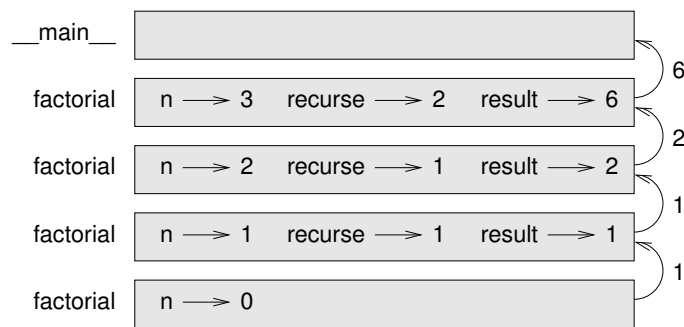 __main__
6
factorial n 3 recurse 2 result 6
2
factorial n 2 recurse 1 result 2
1
factorial n 1 recurse 1 result 1
1
factorial n 0